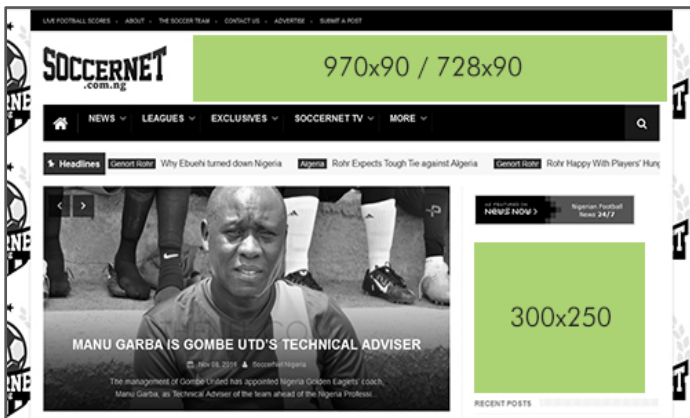 LIVE FOOTBALL SCORES ABOUT THE SOCCER TEAM CONTACT US ADVERTISE SUBMIT A POST
SOCCERNET
.com.ng
970x90 / 728x90
NEWS LEAGUES EXCLUSIVES SOCCERNET TV MORE
Headlines Genort Rohr Why Ebuehi turned down Nigeria Algeria Rohr Expects Tough Tie against Algeria Genort Rohr Rohr Happy With Players' Hung
AS FEATURED ON
NEWS NOW
Nigerian Football
News 24/7
300x250
MANU GARBA IS GOMBE UTD'S TECHNICAL ADVISER
Nov 08, 2016 SoccerNet Nigeria
The management of Gombe United has appointed Nigeria Golden Eaglets' coach,
Manu Garba, as Technical Adviser of the team ahead of the Nigeria Professi...
RECENT POSTS